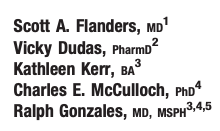 Scott A. Flanders, MD1
Vicky Dudas, PharmD2
Kathleen Kerr, BA3
Charles E. McCulloch, PhD4
Ralph Gonzales, MD, MSPH3,4,5